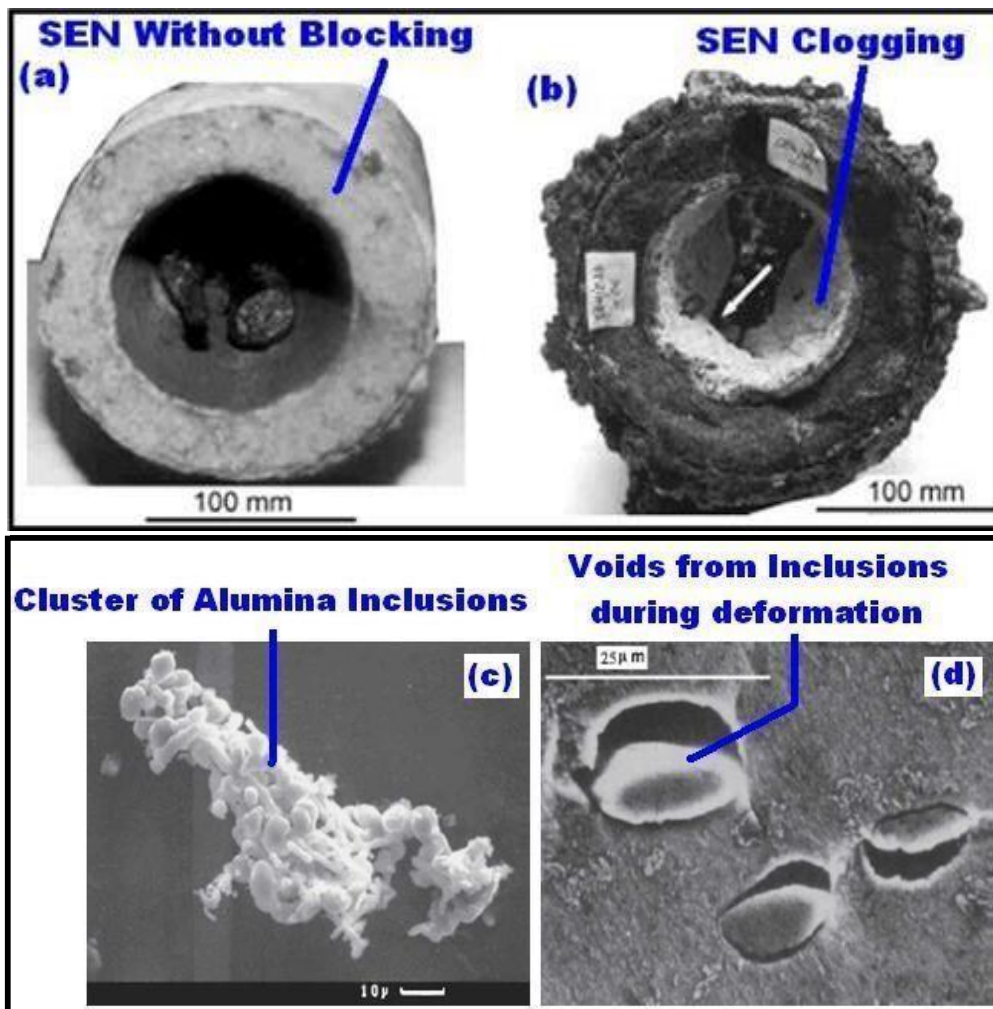 SEN Without Blocking
(a)
100 mm
SEN Clogging
(b)
100 mm
Cluster of Alumina Inclusions
(c)
10μ
Voids from Inclusions
during deformation
25μm
(d)